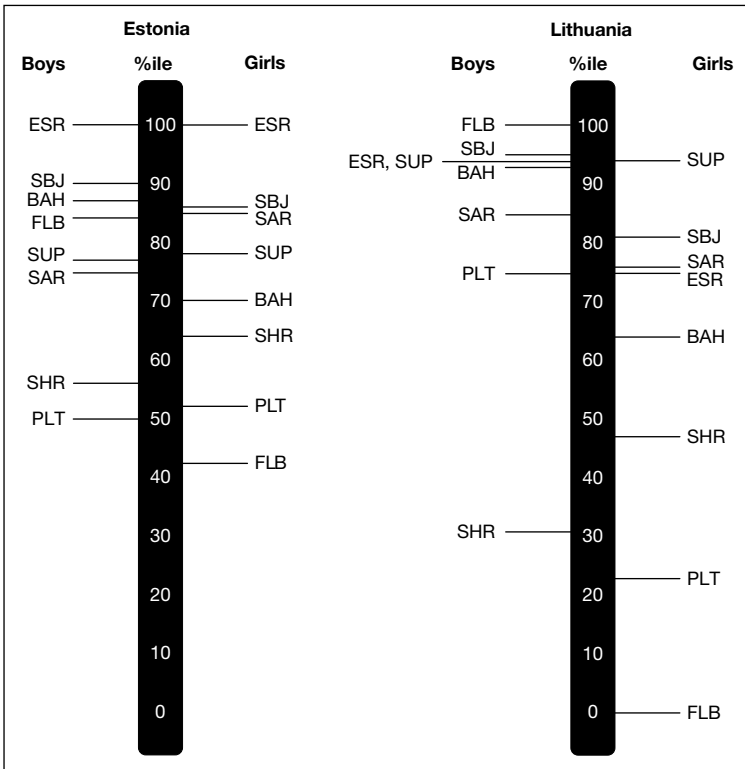 Estonia Lithuania
Boys %ile Girls Boys %ile Girls
ESR 100 ESR FLB 100
SBJ
ESR, SUP SUP
BAH
SBJ 90 90
BAH SBJ
FLB SAR SAR
80 80 SBJ
SUP SUP
SAR PLT SAR
ESR
70 BAH 70
SHR BAH
60 60
SHR
PLT 50 PLT 50
SHR
FLB
40 40
30 SHR 30
PLT
20 20
10 10
0 0 FLB